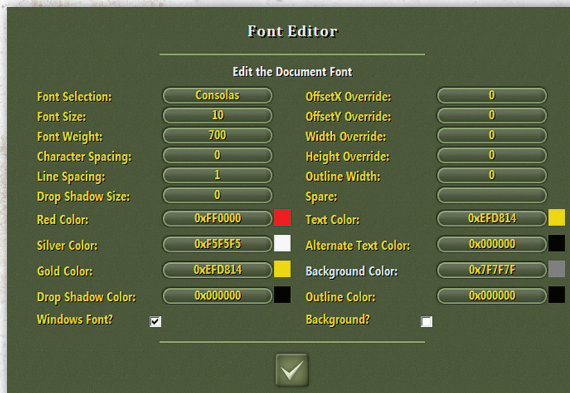 Font Editor
Edit the Document Font
Font Selection: Consolas OffsetX Override: 0
Font Size: 10 OffsetY Override: 0
Font Weight: 700 Width Override: 0
Character Spacing: 0 Height Override: 0
Line Spacing: 1 Outline Width: 0
Drop Shadow Size: 0 Spare:
Red Color: 0xFF0000 Text Color: 0xEFD814
Silver Color: 0xF5F5F5 Alternate Text Color: 0x000000
Gold Color: 0xEFD814 Background Color: 0x7F7F7F
Drop Shadow Color: 0x000000 Outline Color: 0x000000
Windows Font? Background?